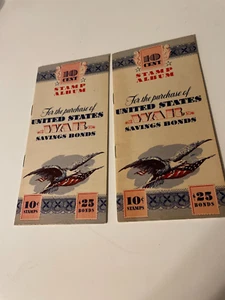 10
CENT
STAMP
ALBUM
For the purchase of
UNITED STATES
WAR
SAVINGS BONDS
10¢
STAMPS
$25
BONDS
10
CENT
STAMP
ALBUM
For the purchase of
UNITED STATES
WAR
SAVINGS BONDS
10¢
STAMPS
$25
BONDS